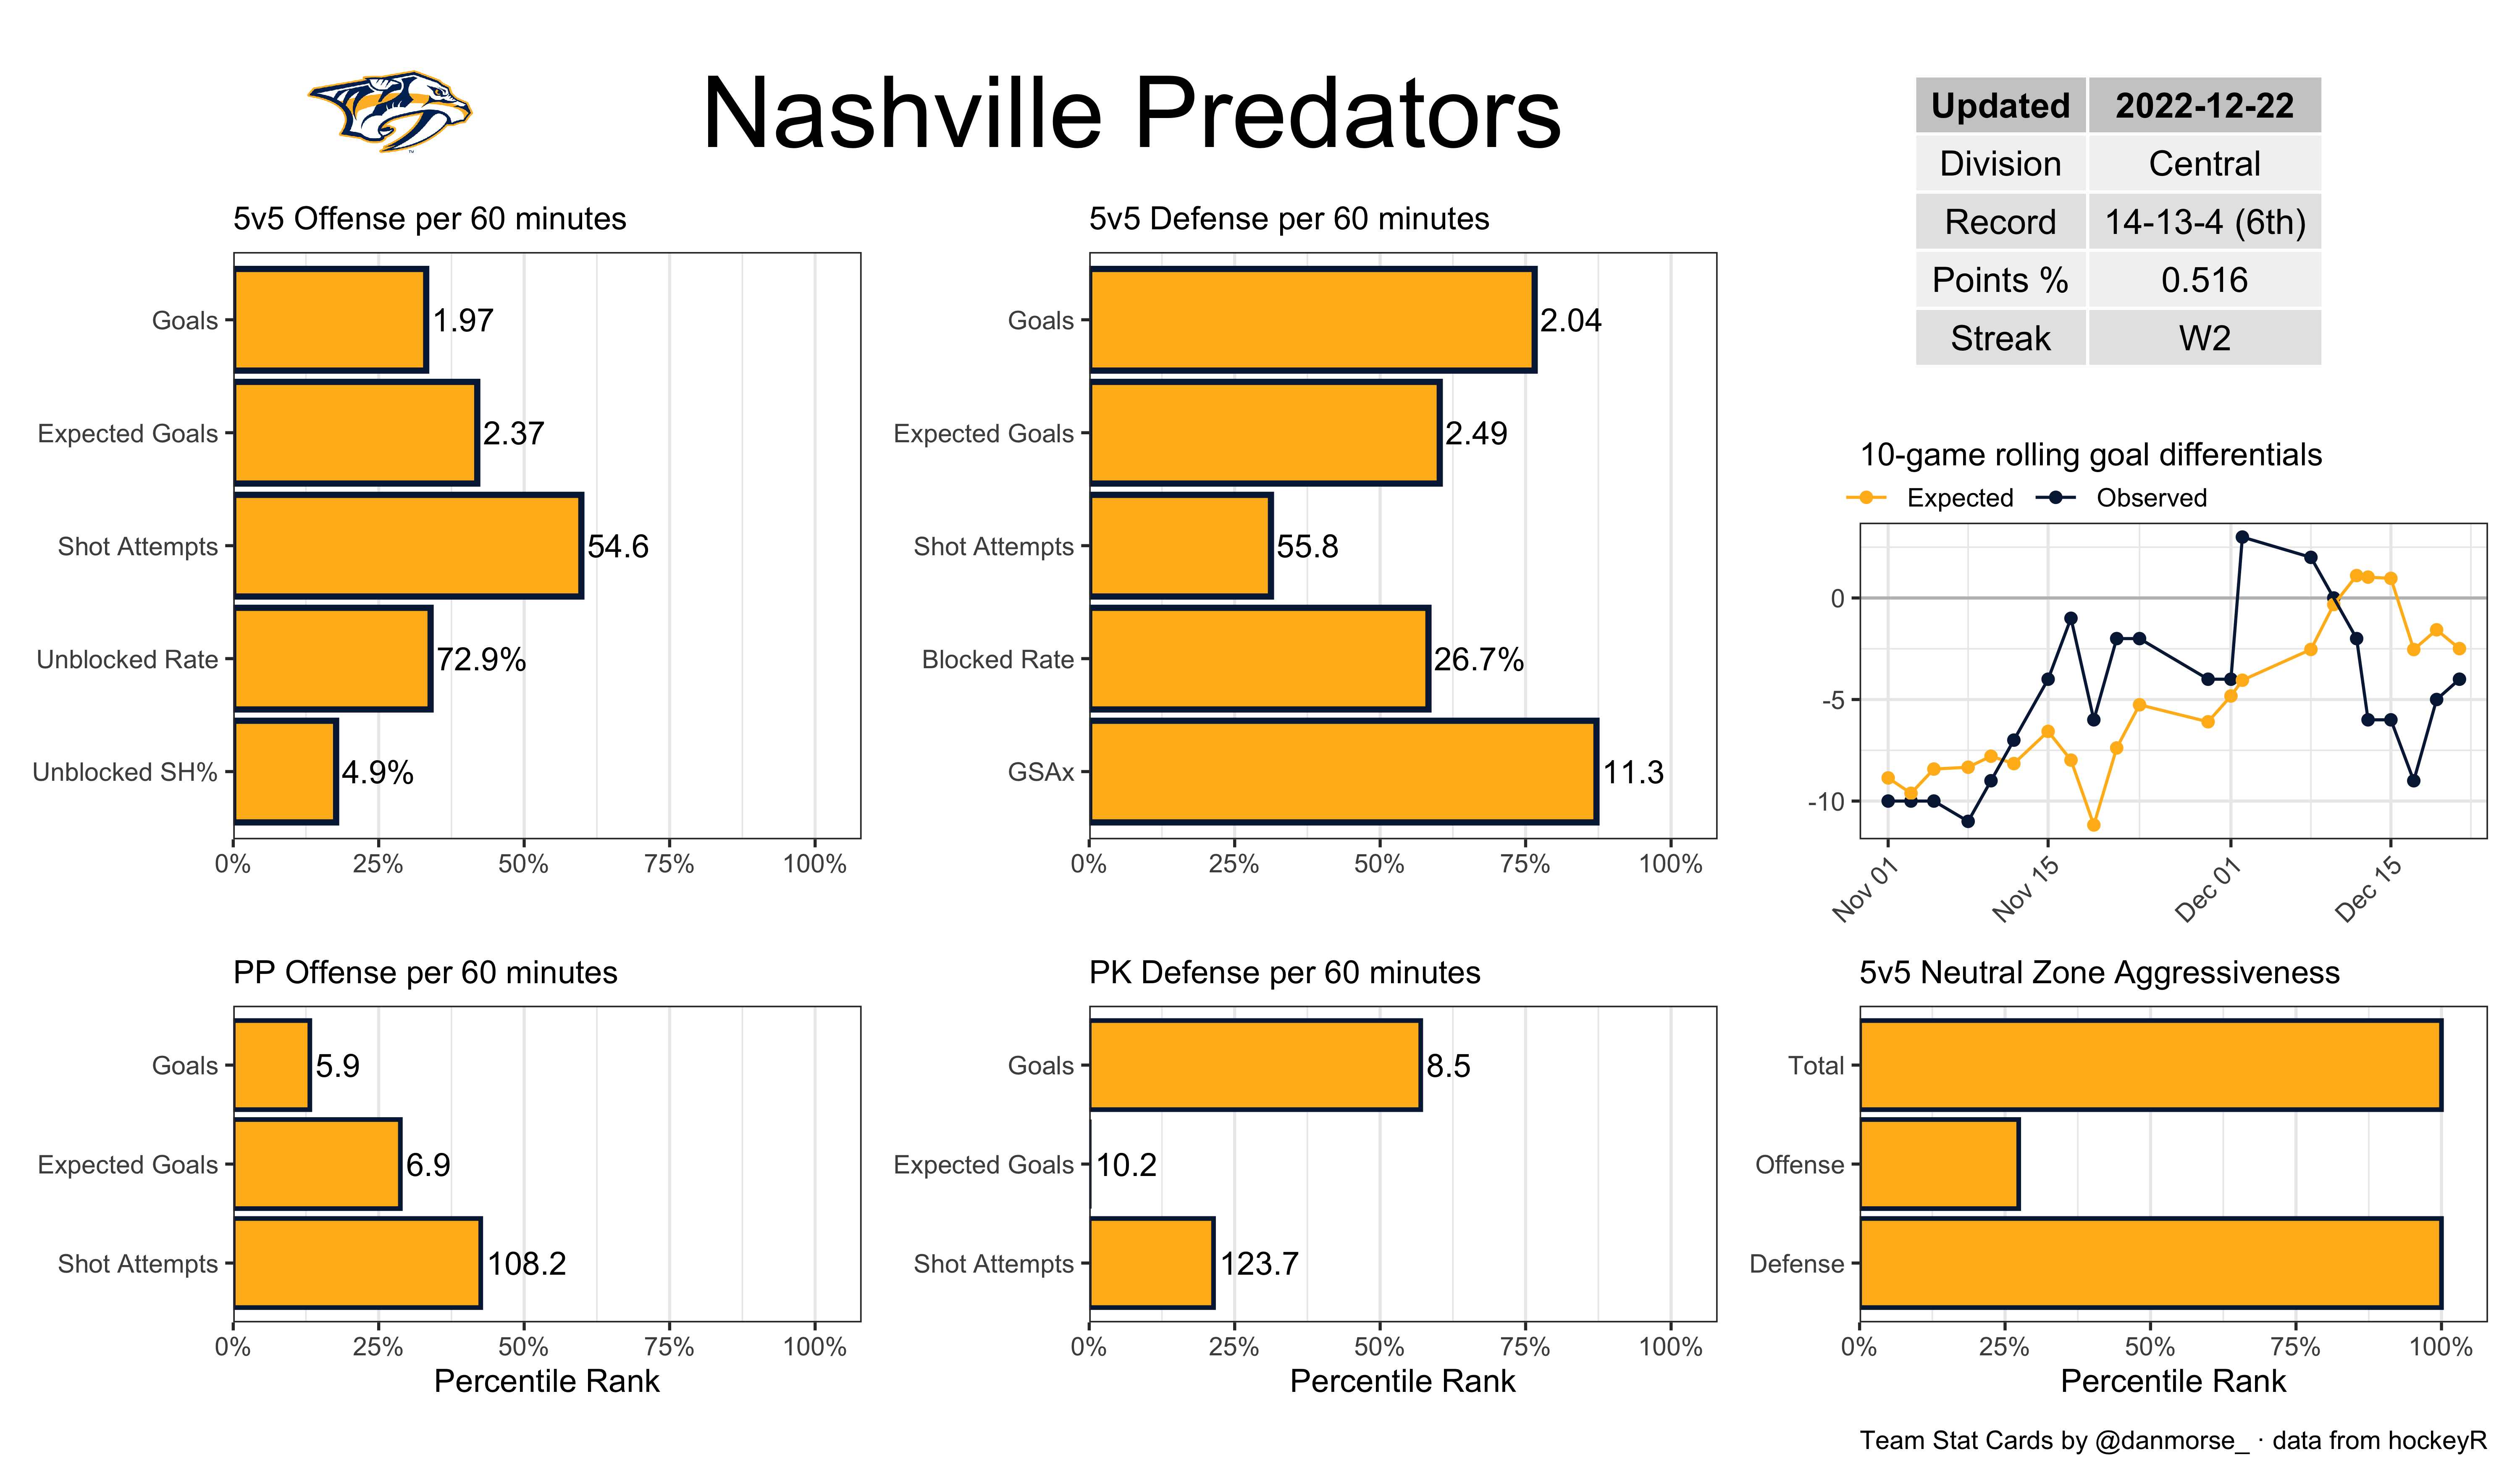 Nashville Predators
Updated 2022-12-22
Division Central
Record 14-13-4 (6th)
Points % 0.516
Streak W2
5v5 Offense per 60 minutes
Goals 1.97
Expected Goals 2.37
Shot Attempts 54.6
Unblocked Rate 72.9%
Unblocked SH% 4.9%
0% 25% 50% 75% 100%
5v5 Defense per 60 minutes
Goals 2.04
Expected Goals 2.49
Shot Attempts 55.8
Blocked Rate 26.7%
GSAx 11.3
0% 25% 50% 75% 100%
10-game rolling goal differentials
Expected Observed
0
-5
-10
Nov 01 Nov 15 Dec 01 Dec 15
PP Offense per 60 minutes
Goals 5.9
Expected Goals 6.9
Shot Attempts 108.2
0% 25% 50% 75% 100%
Percentile Rank
PK Defense per 60 minutes
Goals 8.5
Expected Goals 10.2
Shot Attempts 123.7
0% 25% 50% 75% 100%
Percentile Rank
5v5 Neutral Zone Aggressiveness
Total
Offense
Defense
0% 25% 50% 75% 100%
Percentile Rank
Team Stat Cards by @danmorse_ · data from hockeyR